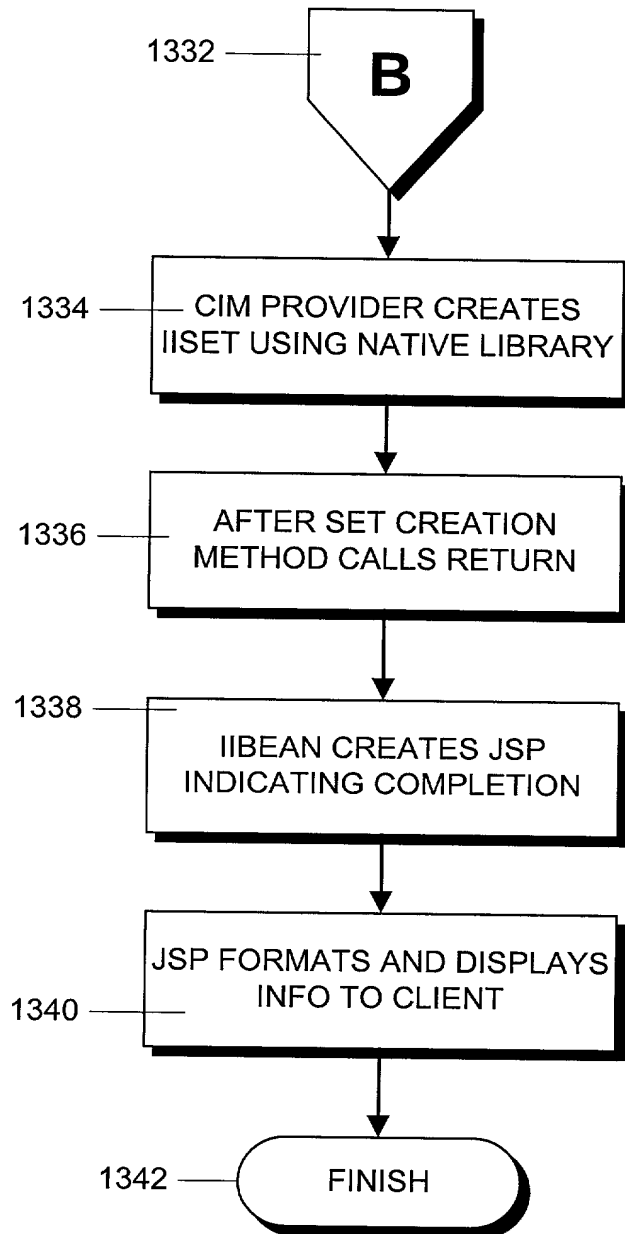 1332
B
1334
CIM PROVIDER CREATES
IISET USING NATIVE LIBRARY
1336
AFTER SET CREATION
METHOD CALLS RETURN
1338
IIBEAN CREATES JSP
INDICATING COMPLETION
JSP FORMATS AND DISPLAYS
INFO TO CLIENT
1340
1342
FINISH